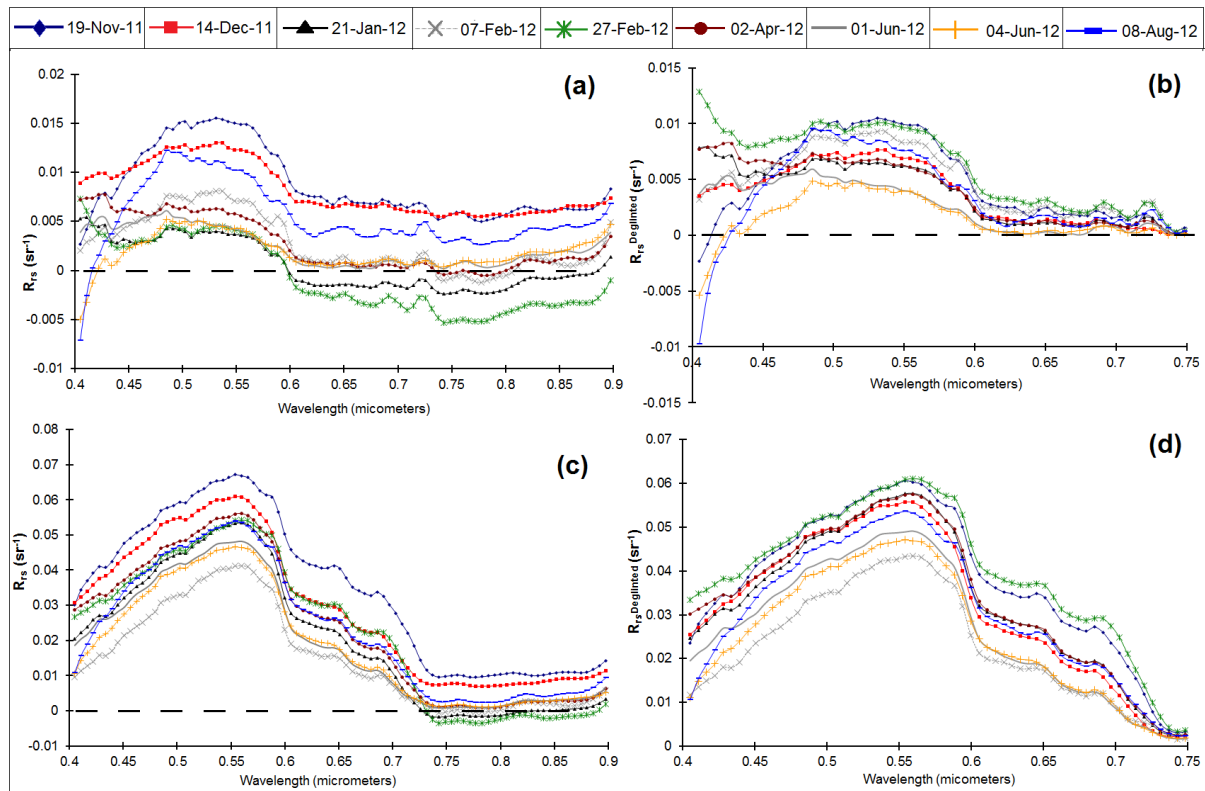 19-Nov-11 14-Dec-11 21-Jan-12 07-Feb-12 27-Feb-12 02-Apr-12 01-Jun-12 04-Jun-12 08-Aug-12
(a)
0.02
0.015
0.01
0.005
0
-0.005
-0.01
Rrs (sr⁻¹)
0.4 0.45 0.5 0.55 0.6 0.65 0.7 0.75 0.8 0.85 0.9
Wavelength (micometers)
(b)
0.015
0.01
0.005
0
-0.005
-0.01
-0.015
RrsDeglinted (sr⁻¹)
0.4 0.45 0.5 0.55 0.6 0.65 0.7 0.75
Wavelength (micometers)
(c)
0.08
0.07
0.06
0.05
0.04
0.03
0.02
0.01
0
-0.01
Rrs (sr⁻¹)
0.4 0.45 0.5 0.55 0.6 0.65 0.7 0.75 0.8 0.85 0.9
Wavelength (micrometers)
(d)
0.07
0.06
0.05
0.04
0.03
0.02
0.01
0
RrsDeglinted (sr⁻¹)
0.4 0.45 0.5 0.55 0.6 0.65 0.7 0.75
Wavelength (micrometers)